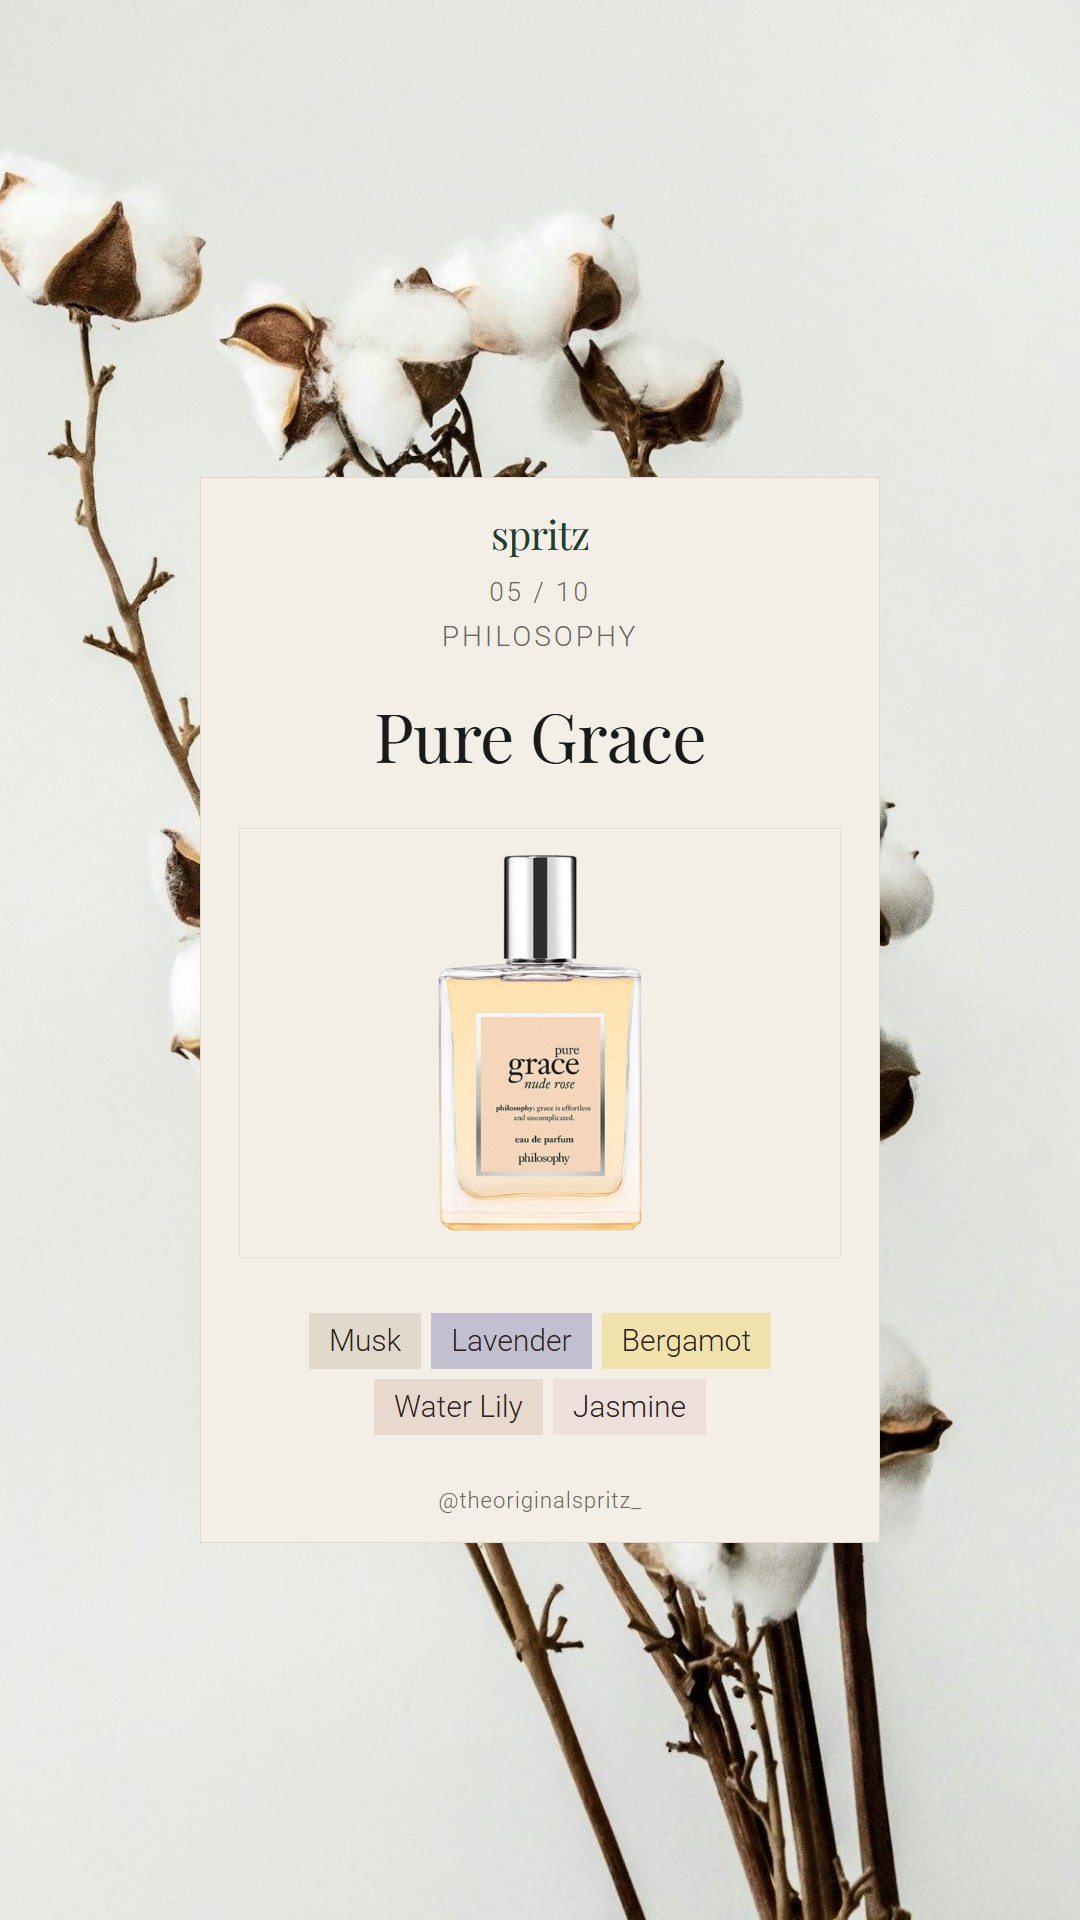 spritz
05 / 10
PHILOSOPHY
Pure Grace
pure
grace
nude rose
philosophy: grace is effortless
and uncomplicated.
eau de parfum
philosophy
Musk Lavender Bergamot
Water Lily Jasmine
@theoriginalspritz_